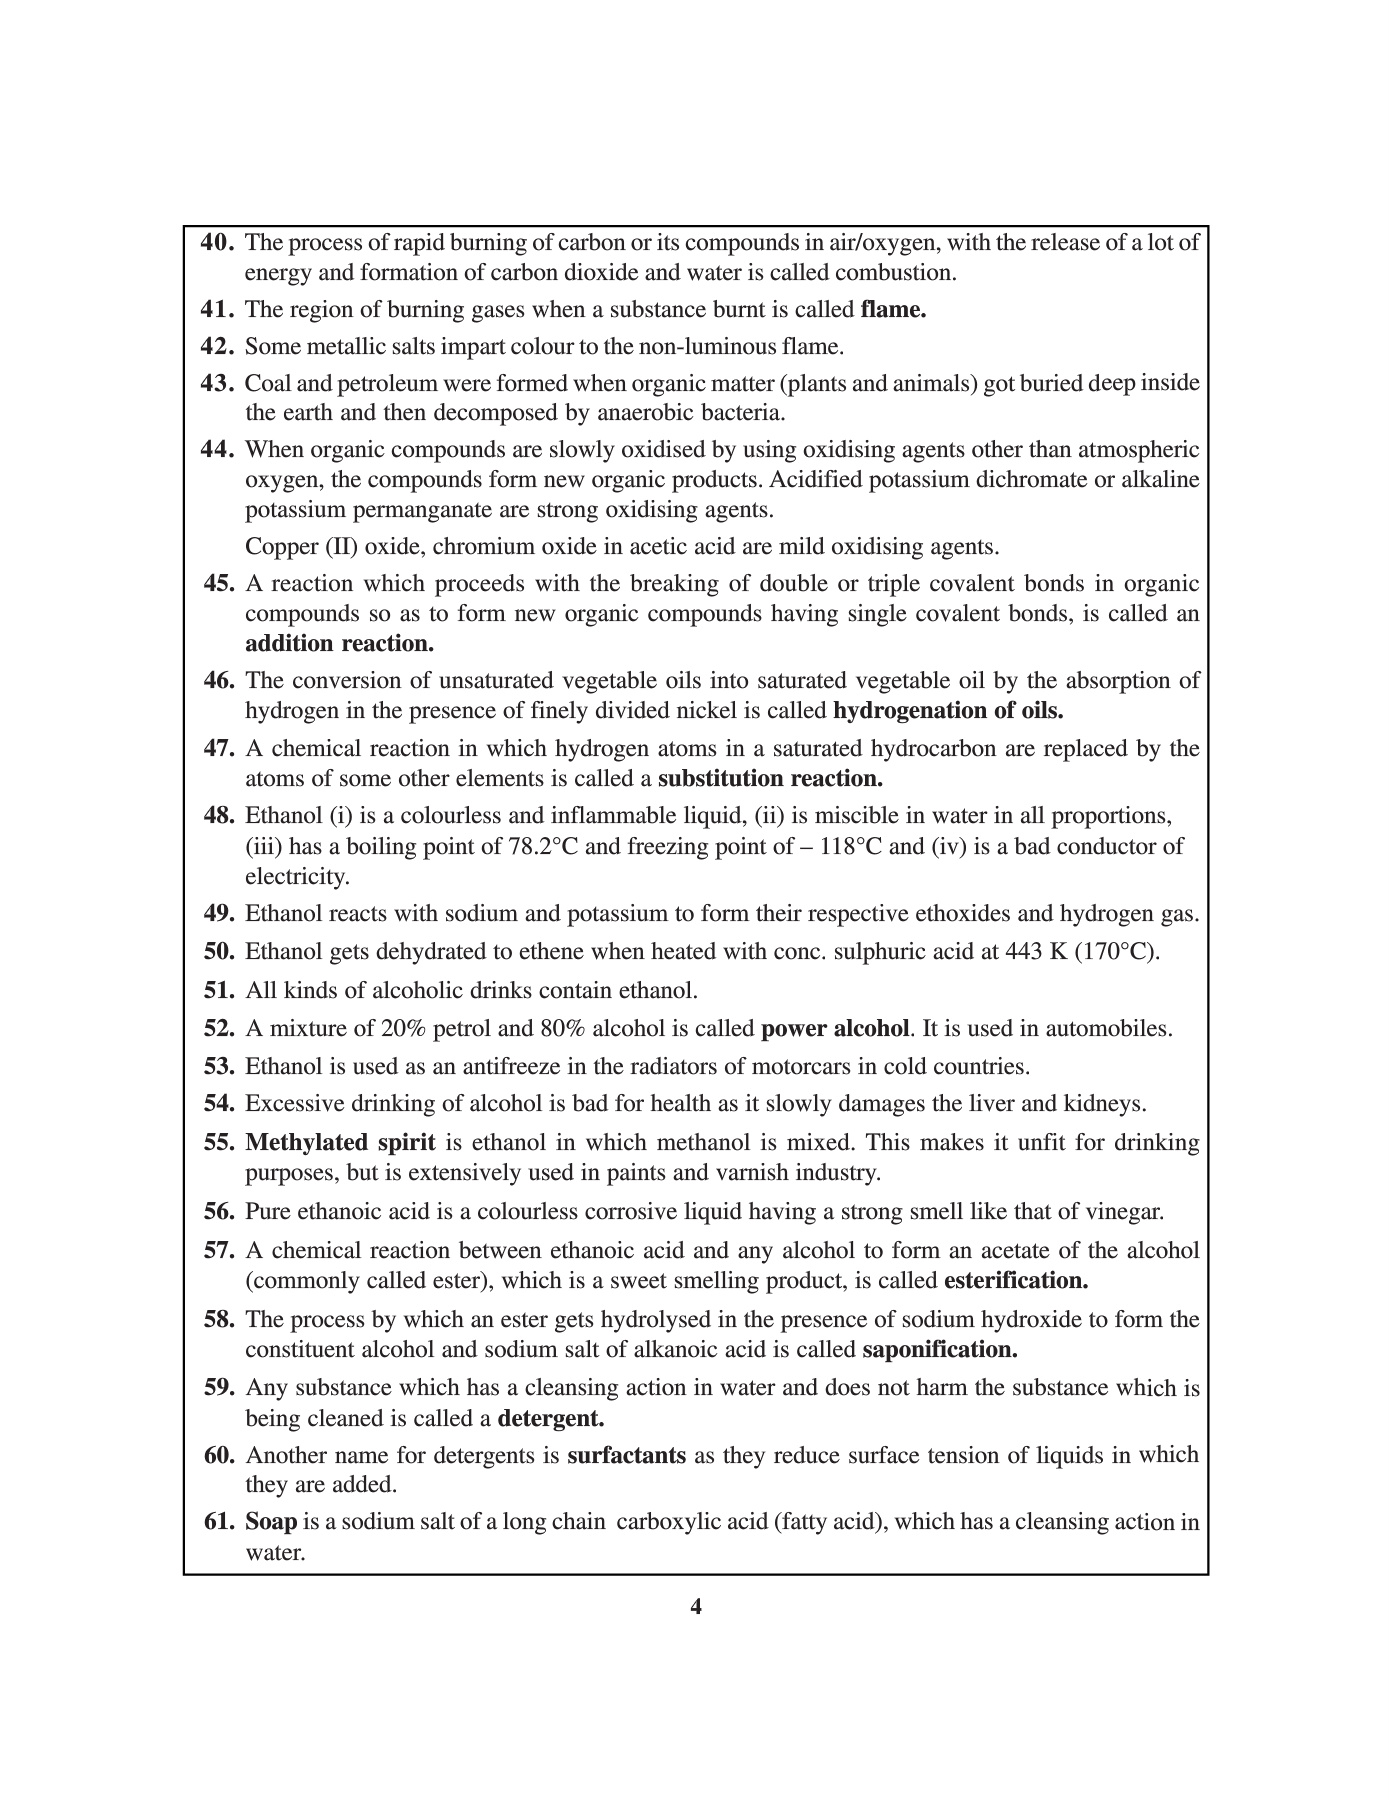 40. The process of rapid burning of carbon or its compounds in air/oxygen, with the release of a lot of
energy and formation of carbon dioxide and water is called combustion.
41. The region of burning gases when a substance burnt is called flame.
42. Some metallic salts impart colour to the non-luminous flame.
43. Coal and petroleum were formed when organic matter (plants and animals) got buried deep inside
the earth and then decomposed by anaerobic bacteria.
44. When organic compounds are slowly oxidised by using oxidising agents other than atmospheric
oxygen, the compounds form new organic products. Acidified potassium dichromate or alkaline
potassium permanganate are strong oxidising agents.
Copper (II) oxide, chromium oxide in acetic acid are mild oxidising agents.
45. A reaction which proceeds with the breaking of double or triple covalent bonds in organic
compounds so as to form new organic compounds having single covalent bonds, is called an
addition reaction.
46. The conversion of unsaturated vegetable oils into saturated vegetable oil by the absorption of
hydrogen in the presence of finely divided nickel is called hydrogenation of oils.
47. A chemical reaction in which hydrogen atoms in a saturated hydrocarbon are replaced by the
atoms of some other elements is called a substitution reaction.
48. Ethanol (i) is a colourless and inflammable liquid, (ii) is miscible in water in all proportions,
(iii) has a boiling point of 78.2°C and freezing point of – 118°C and (iv) is a bad conductor of
electricity.
49. Ethanol reacts with sodium and potassium to form their respective ethoxides and hydrogen gas.
50. Ethanol gets dehydrated to ethene when heated with conc. sulphuric acid at 443 K (170°C).
51. All kinds of alcoholic drinks contain ethanol.
52. A mixture of 20% petrol and 80% alcohol is called power alcohol. It is used in automobiles.
53. Ethanol is used as an antifreeze in the radiators of motorcars in cold countries.
54. Excessive drinking of alcohol is bad for health as it slowly damages the liver and kidneys.
55. Methylated spirit is ethanol in which methanol is mixed. This makes it unfit for drinking
purposes, but is extensively used in paints and varnish industry.
56. Pure ethanoic acid is a colourless corrosive liquid having a strong smell like that of vinegar.
57. A chemical reaction between ethanoic acid and any alcohol to form an acetate of the alcohol
(commonly called ester), which is a sweet smelling product, is called esterification.
58. The process by which an ester gets hydrolysed in the presence of sodium hydroxide to form the
constituent alcohol and sodium salt of alkanoic acid is called saponification.
59. Any substance which has a cleansing action in water and does not harm the substance which is
being cleaned is called a detergent.
60. Another name for detergents is surfactants as they reduce surface tension of liquids in which
they are added.
61. Soap is a sodium salt of a long chain carboxylic acid (fatty acid), which has a cleansing action in
water.
4